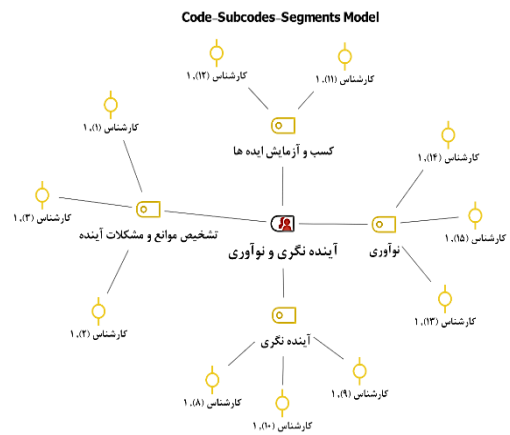 Code-Subcodes-Segments Model
کارشناس (۱۲)، ۱
کارشناس (۱۱)، ۱
کارشناس (۱)، ۱
کسب و آزمایش ایده ها
کارشناس (۱۴)، ۱
کارشناس (۳)، ۱
تشخیص موانع و مشکلات آینده
آینده نگری و نوآوری
نوآوری
کارشناس (۱۵)، ۱
کارشناس (۲)، ۱
آینده نگری
کارشناس (۱۳)، ۱
کارشناس (۸)، ۱
کارشناس (۹)، ۱
کارشناس (۱۰)، ۱